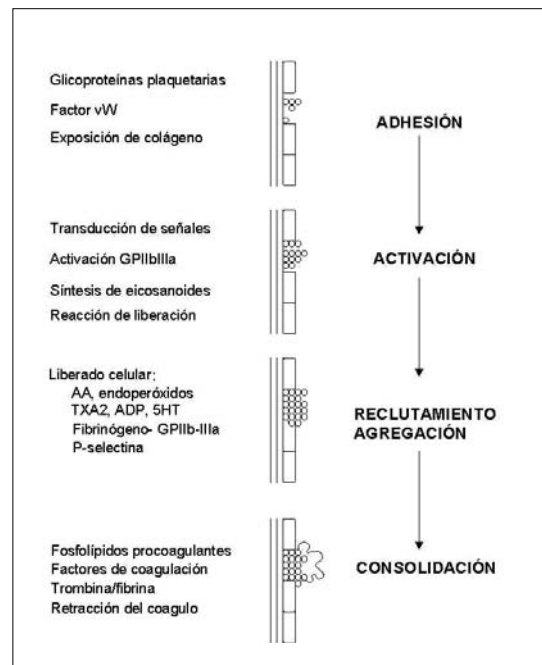 Glicoproteínas plaquetarias
Factor vW
Exposición de colágeno
ADHESIÓN
Transducción de señales
Activación GPIIbIIIa
Síntesis de eicosanoides
Reacción de liberación
ACTIVACIÓN
Liberado celular:
AA, endoperóxidos
TXA2, ADP, 5HT
Fibrinógeno- GPIIb-IIIa
P-selectina
RECLUTAMIENTO
AGREGACIÓN
Fosfolípidos procoagulantes
Factores de coagulación
Trombina/fibrina
Retracción del coagulo
CONSOLIDACIÓN